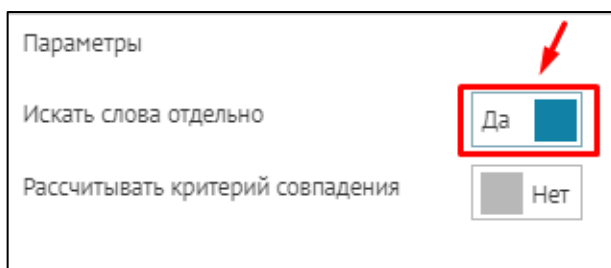 Параметры
Искать слова отдельно Да
Рассчитывать критерий совпадения Нет